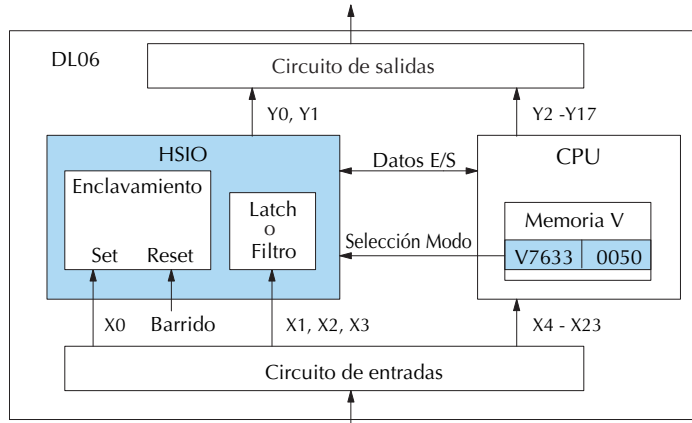 DL06
Circuito de salidas
Y0, Y1
Y2 -Y17
HSIO
Enclavamiento
Set Reset
Latch
o
Filtro
Datos E/S
Selección Modo
CPU
Memoria V
V7633 0050
X0
Barrido
X1, X2, X3
X4 - X23
Circuito de entradas